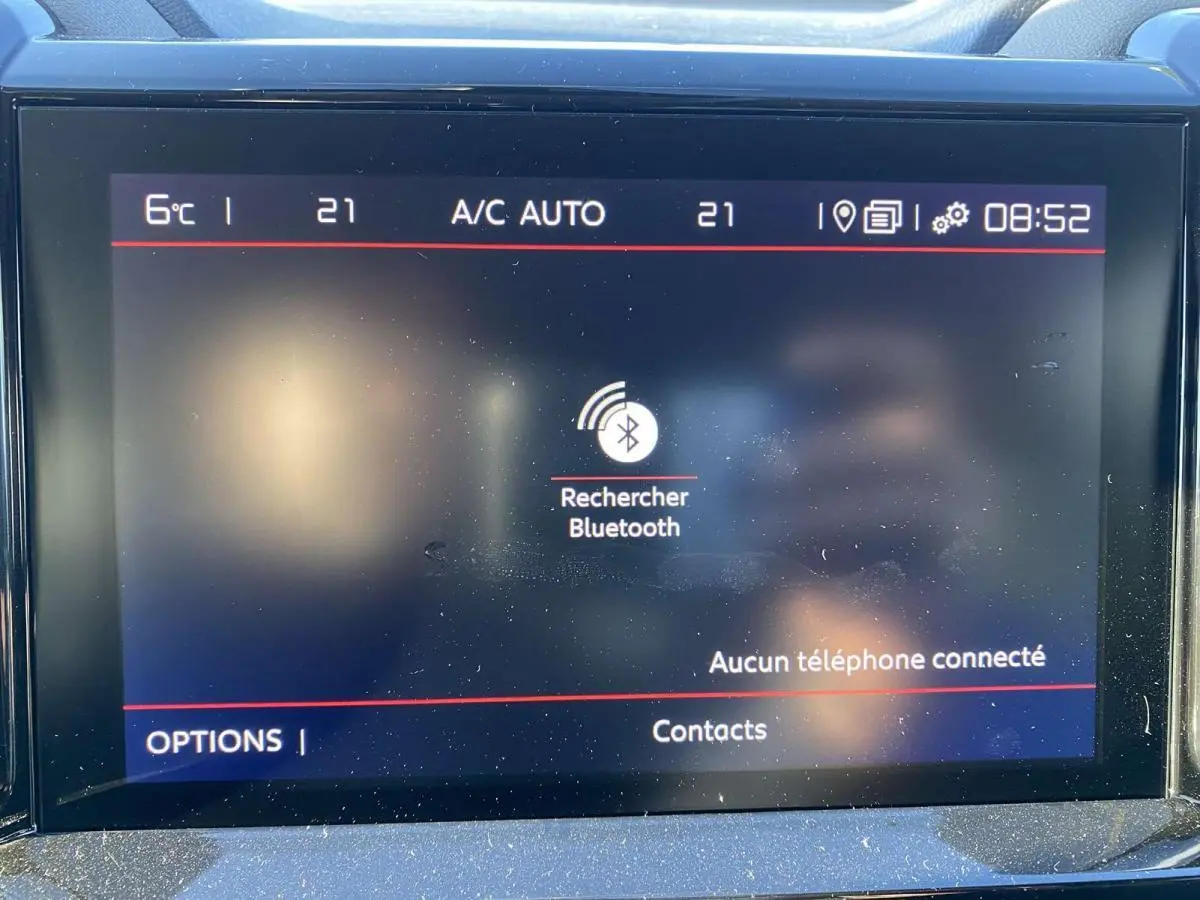 6°C | 21 A/C AUTO 21 | | 08:52
Rechercher
Bluetooth
Aucun téléphone connecté
OPTIONS | Contacts